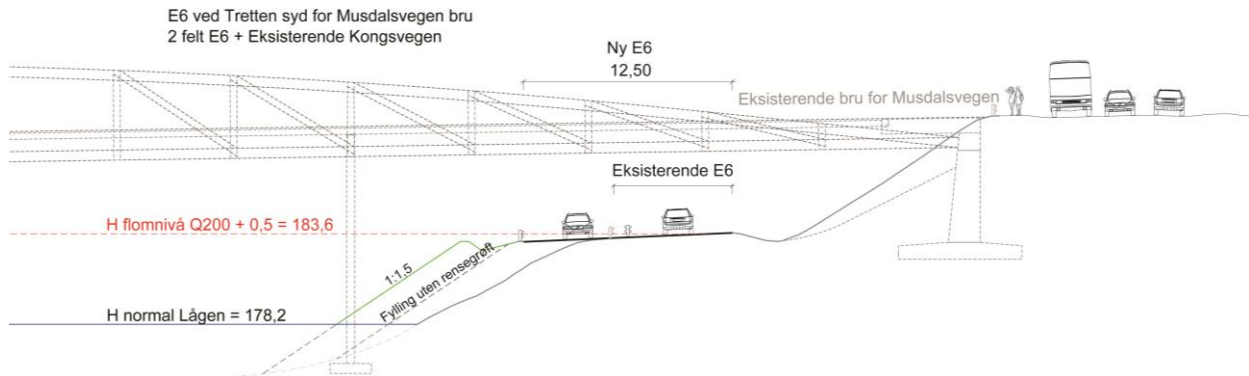 E6 ved Tretten syd for Musdalsvegen bru
2 felt E6 + Eksisterende Kongsvegen
Ny E6
12,50
Eksisterende bru for Musdalsvegen
Eksisterende E6
H flomnivå Q200 + 0,5 = 183,6
1:1,5
Fylling uten rensegrøft
H normal Lågen = 178,2